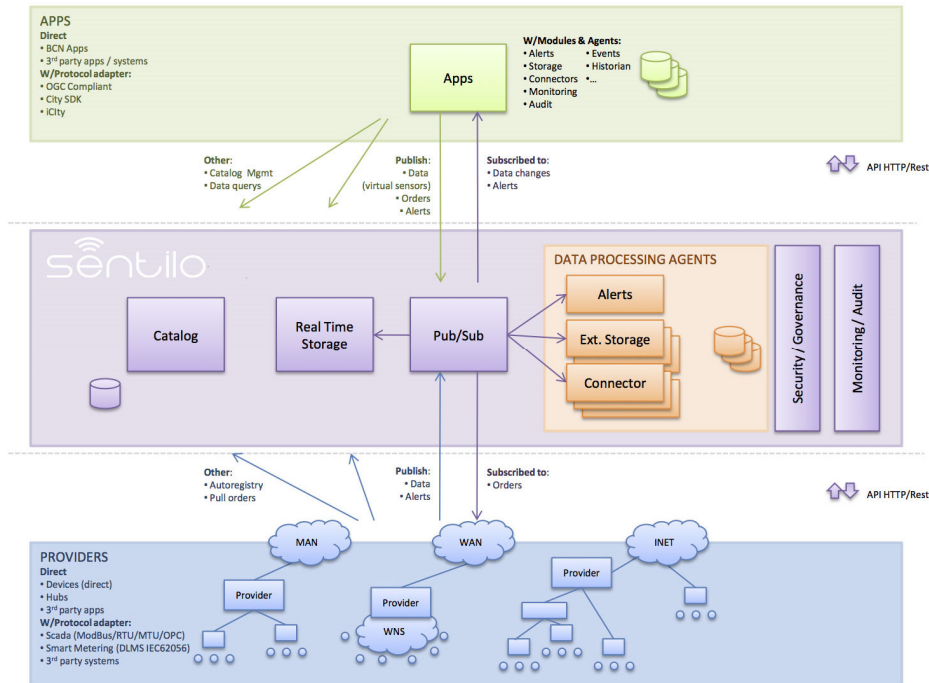 APPS
Direct
• BCN Apps
• 3rd party apps / systems
W/Protocol adapter:
• OGC Compliant
• City SDK
• iCIty
Apps
W/Modules & Agents:
• Alerts
• Storage
• Connectors
• Monitoring
• Audit
• Events
• Historian
•...
Other:
• Catalog Mgmt
• Data querys
Publish:
• Data
(virtual sensors)
• Orders
• Alerts
Subscribed to:
• Data changes
• Alerts
API HTTP/Rest
sentilo
Catalog
Real Time
Storage
Pub/Sub
DATA PROCESSING AGENTS
Alerts
Ext. Storage
Connector
Security / Governance
Monitoring / Audit
Other:
• Autoregistry
• Pull orders
Publish:
• Data
• Alerts
Subscribed to:
• Orders
API HTTP/Rest
MAN
WAN
INET
PROVIDERS
Direct
• Devices (direct)
• Hubs
• 3rd party apps
W/Protocol adapter:
• Scada (ModBus/RTU/MTU/OPC)
• Smart Metering (DLMS IEC62056)
• 3rd party systems
Provider
Provider
WNS
Provider